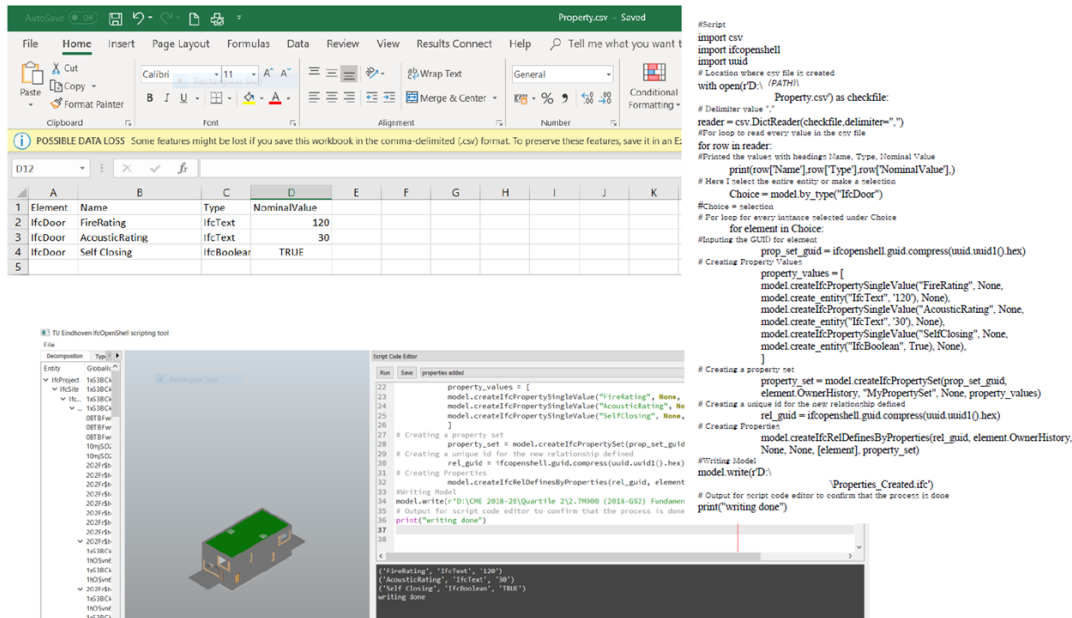 AutoSave Off
Property.csv - Saved
File Home Insert Page Layout Formulas Data Review View Results Connect Help Tell me what you want t
Paste
Cut
Copy
Format Painter
Clipboard
Calibri 11
B I U
Font
Wrap Text
Merge & Center
Alignment
General
Number
Conditional
Formatting
POSSIBLE DATA LOSS Some features might be lost if you save this workbook in the comma-delimited (.csv) format. To preserve these features, save it in an Ex
D12 fx
A B C D E F G H I J K
1 Element Name Type NominalValue
2 IfcDoor FireRating IfcText 120
3 IfcDoor AcousticRating IfcText 30
4 IfcDoor Self Closing IfcBoolear TRUE
5
#Script
import csv
import ifcopenshell
import uuid
# Location where csv file is created
with open(r'D:\ (PATH)\
Property.csv') as checkfile:
# Delimiter value ","
reader = csv.DictReader(checkfile,delimiter=",")
#For loop to read every value in the csv file
for row in reader:
#Printed the values with headings Name, Type, Nominal Value
print(row['Name'],row['Type'],row['NominalValue'],)
# Here I select the entire entity or make a selection
Choice = model.by_type("IfcDoor")
#Choice = selection
# For loop for every instance selected under Choice
for element in Choice:
#Inputing the GUID for element
prop_set_guid = ifcopenshell.guid.compress(uuid.uuid1().hex)
# Creating Property Values
property_values = [
model.createIfcPropertySingleValue("FireRating", None,
model.create_entity("IfcText", '120'), None),
model.createIfcPropertySingleValue("AcousticRating", None,
model.create_entity("IfcText", '30'), None),
model.createIfcPropertySingleValue("SelfClosing", None,
model.create_entity("IfcBoolean", True), None),
]
# Creating a property set
property_set = model.createIfcPropertySet(prop_set_guid,
element.OwnerHistory, "MyPropertySet", None, property_values)
# Creating a unique id for the new relationship defined
rel_guid = ifcopenshell.guid.compress(uuid.uuid1().hex)
# Creating Properties
model.createIfcRelDefinesByProperties(rel_guid, element.OwnerHistory,
None, None, [element], property_set)
#Writing Model
model.write(r'D:\
\Properties_Created.ifc')
# Output for script code editor to confirm that the process is done
print("writing done")
TU Eindhoven IfcOpenShell scripting tool
File
Decomposition
Entity
IfcProject
IfcSite
Script Code Editor
Run Save properties added
22 property_values = [
23 model.createIfcPropertySingleValue("FireRating", None,
24 model.createIfcPropertySingleValue("AcousticRating", No
25 model.createIfcPropertySingleValue("SelfClosing", None,
26 ]
27 # Creating a property set
28 property_set = model.createIfcPropertySet(prop_set_guid
29 # Creating a unique id for the new relationship defined
30 rel_guid = ifcopenshell.guid.compress(uuid.uuid1().hex)
31 # Creating Properties
32 model.createIfcRelDefinesByProperties(rel_guid, element
33 #Writing Model
34 model.write(r'D:\CME 2018-20\Quartile 2\2.7M900 (2018-GS2) Fundamen
35 # Output for script code editor to confirm that the process is done
36 print("writing done")
37
38
('FireRating', 'IfcText', '120')
('AcousticRating', 'IfcText', '30')
('Self Closing', 'IfcBoolean', 'TRUE')
writing done